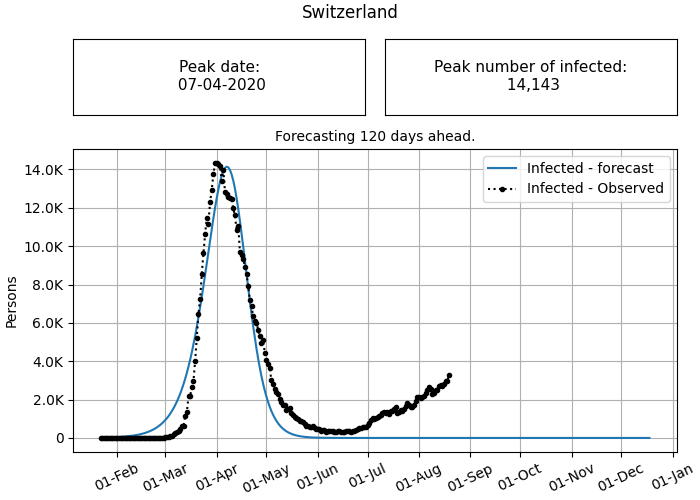 Switzerland
Peak date:
07-04-2020
Peak number of infected:
14,143
Forecasting 120 days ahead.
Infected - forecast
Infected - Observed
Persons
14.0K
12.0K
10.0K
8.0K
6.0K
4.0K
2.0K
0
01-Feb
01-Mar
01-Apr
01-May
01-Jun
01-Jul
01-Aug
01-Sep
01-Oct
01-Nov
01-Dec
01-Jan